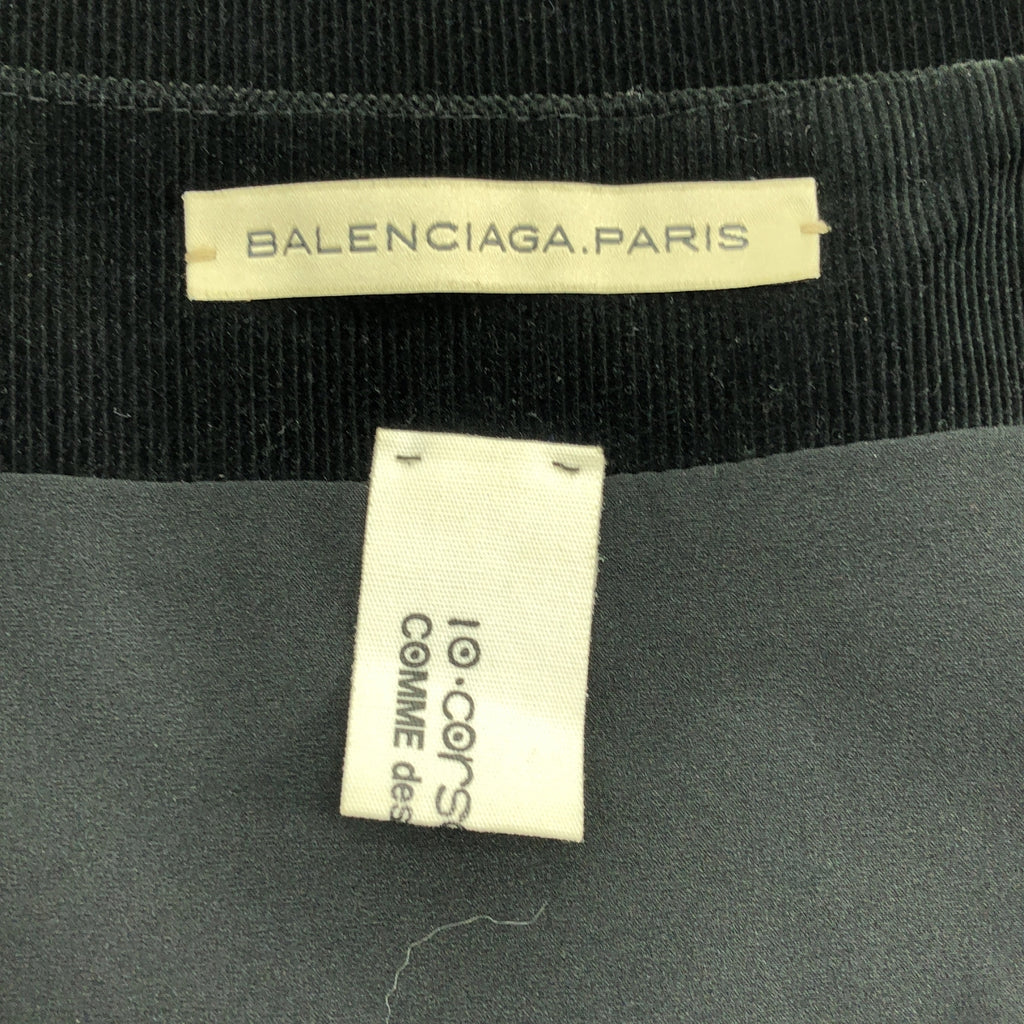 BALENCIAGA.PARIS
10·cors
COMME des